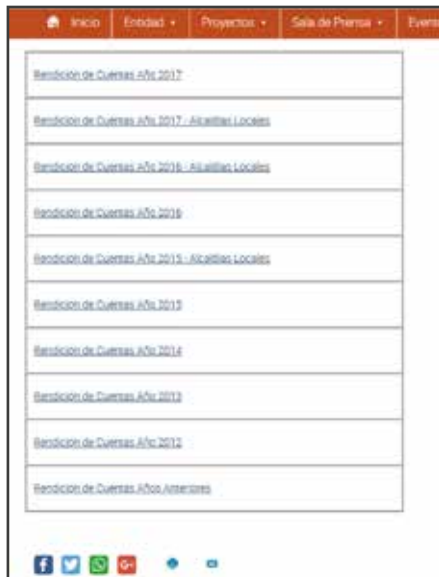 Inicio
Entidad
Proyectos
Sala de Prensa
Rendición de Cuentas Año 2017
Rendición de Cuentas Año 2017 - Alcaldías Locales
Rendición de Cuentas Año 2016 - Alcaldías Locales
Rendición de Cuentas Año 2016
Rendición de Cuentas Año 2015 - Alcaldías Locales
Rendición de Cuentas Año 2015
Rendición de Cuentas Año 2014
Rendición de Cuentas Año 2013
Rendición de Cuentas Año 2012
Rendición de Cuentas Años Anteriores